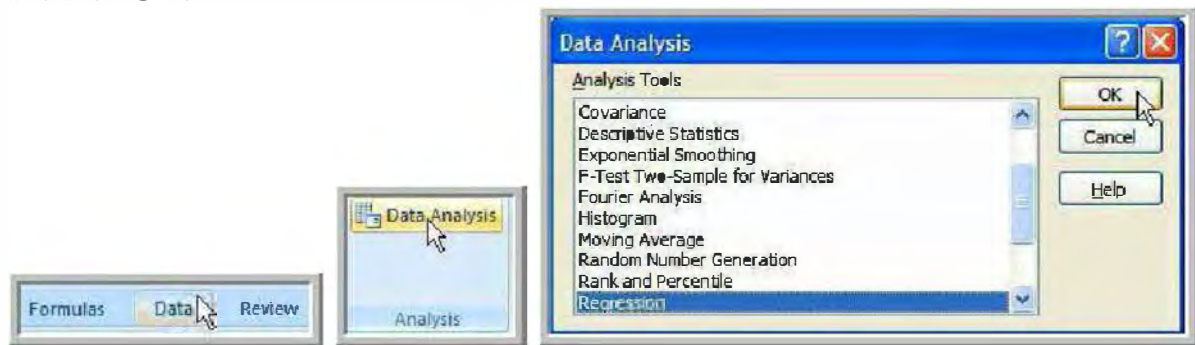 Formulas Data Review
Data Analysis
Analysis
Data Analysis
Analysis Tools
Covariance
Descriptive Statistics
Exponential Smoothing
F-Test Two-Sample for Variances
Fourier Analysis
Histogram
Moving Average
Random Number Generation
Rank and Percentile
Regression
OK
Cancel
Help